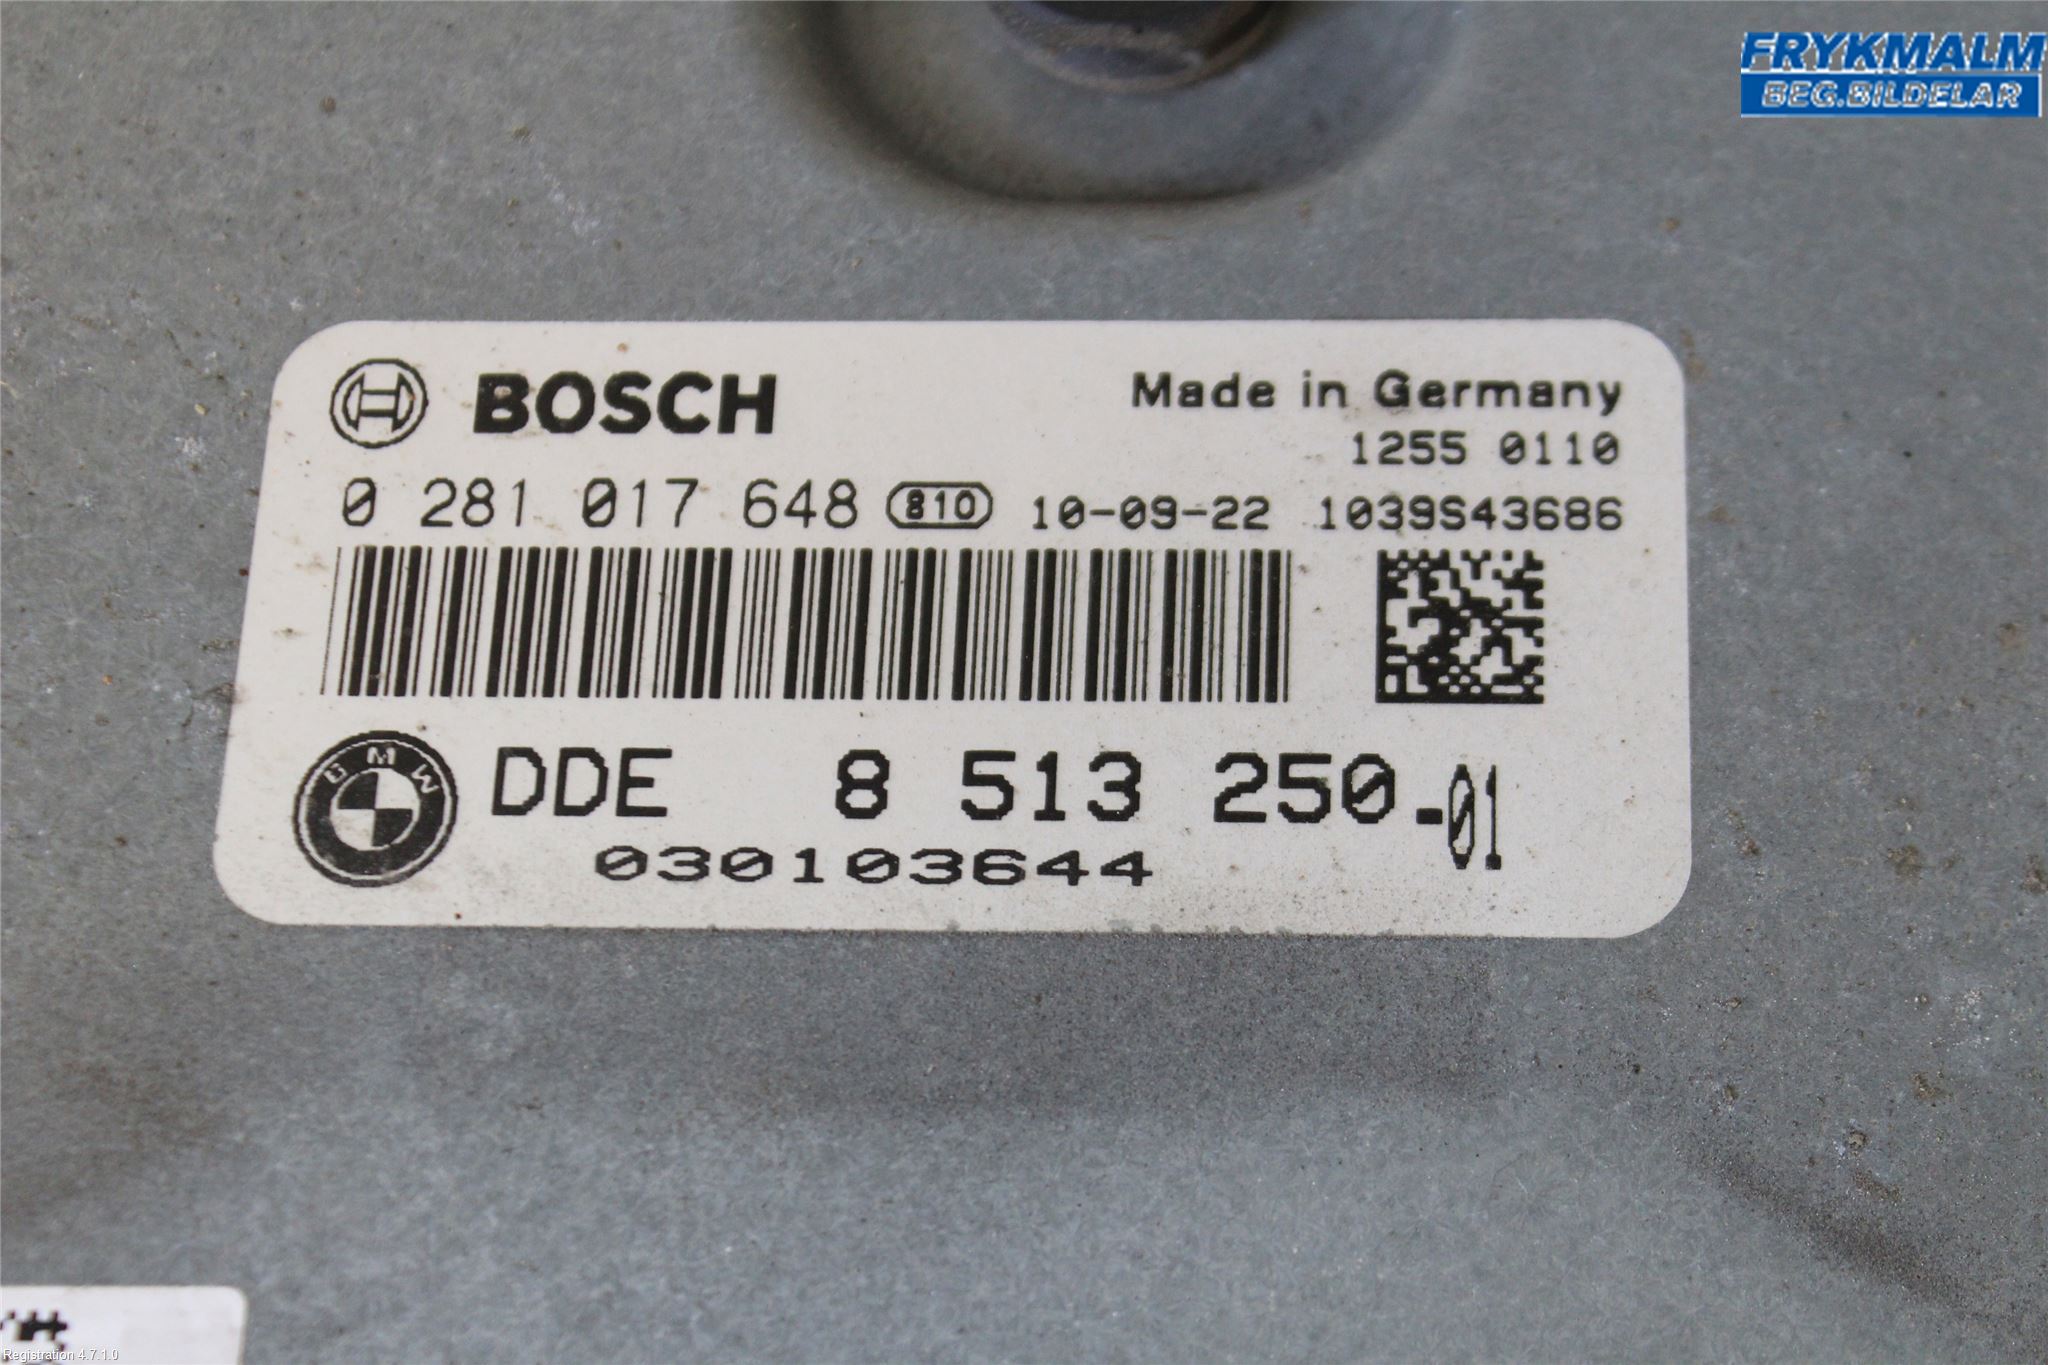 FRYKMALM
BEG.BILDELAR
BOSCH
Made in Germany
1255 0110
0 281 017 648 810 10-09-22 1039S43686
BMW
DDE 8 513 250.-01
030103644
Registration 4.7.1.0